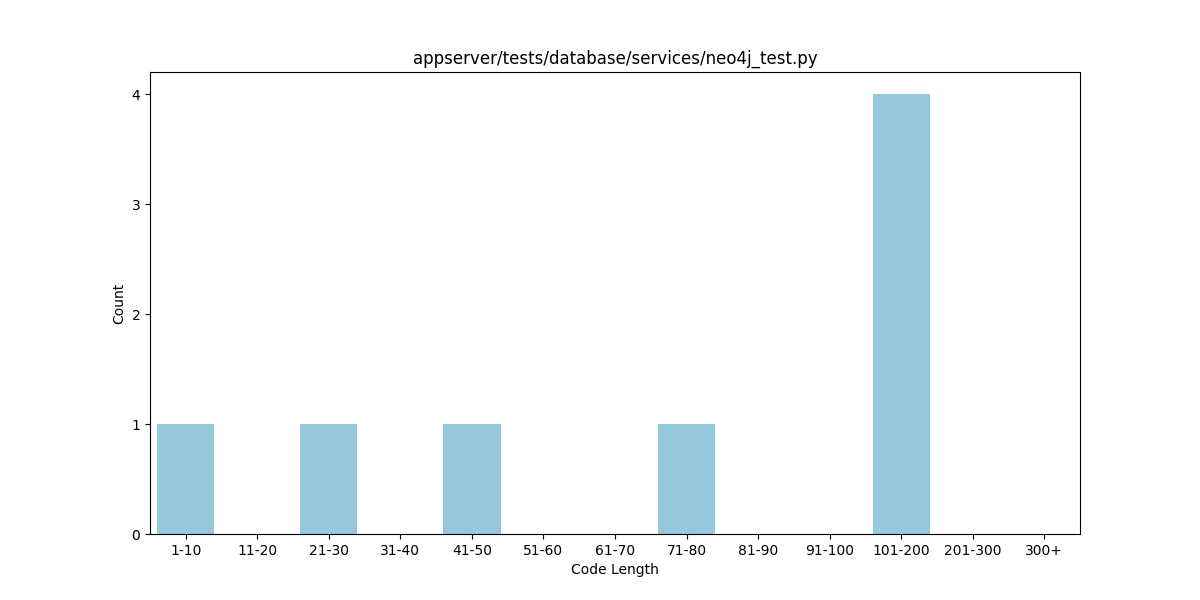 appserver/tests/database/services/neo4j_test.py
Count
4
3
2
1
0
1-10 11-20 21-30 31-40 41-50 51-60 61-70 71-80 81-90 91-100 101-200 201-300 300+
Code Length